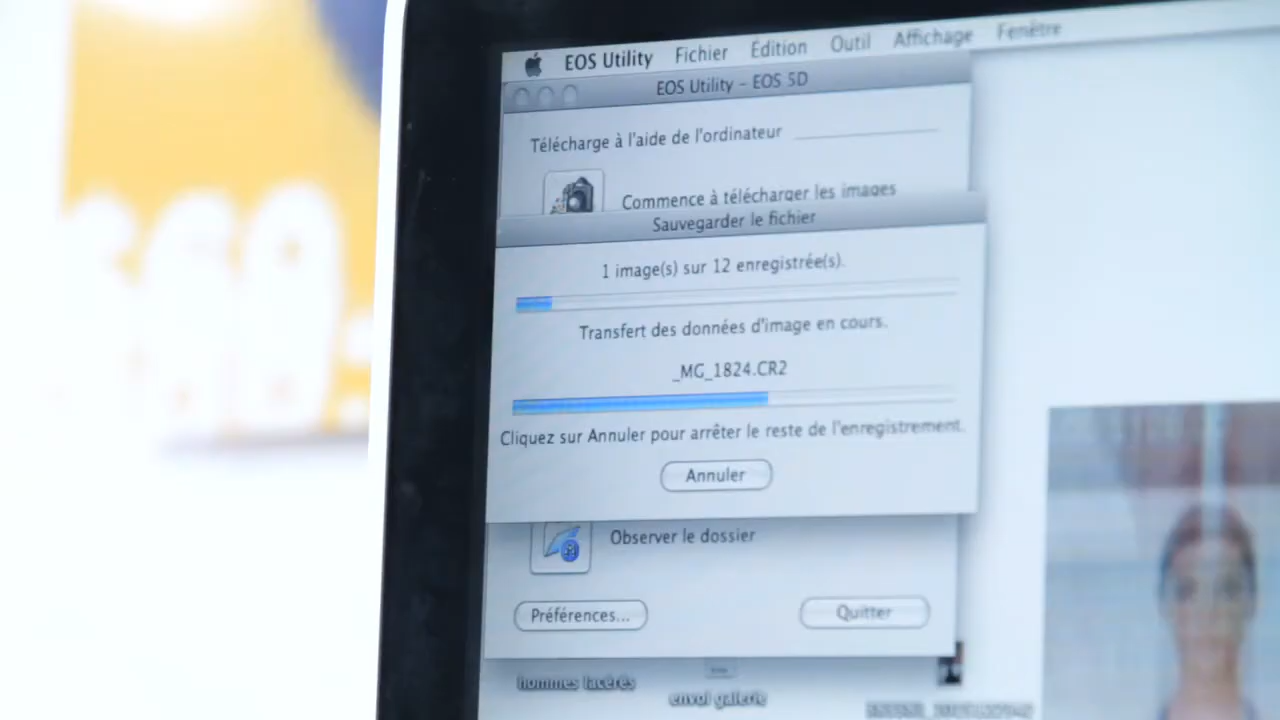 EOS Utility Fichier Édition Outil Affichage Fenêtre
EOS Utility - EOS 5D
Télécharge à l'aide de l'ordinateur
Commence à télécharger les images
Sauvegarder le fichier
1 image(s) sur 12 enregistrée(s).
Transfert des données d'image en cours.
_MG_1824.CR2
Cliquez sur Annuler pour arrêter le reste de l'enregistrement.
Annuler
Observer le dossier
Préférences...
Quitter
hommes lacérés
envoi galerie